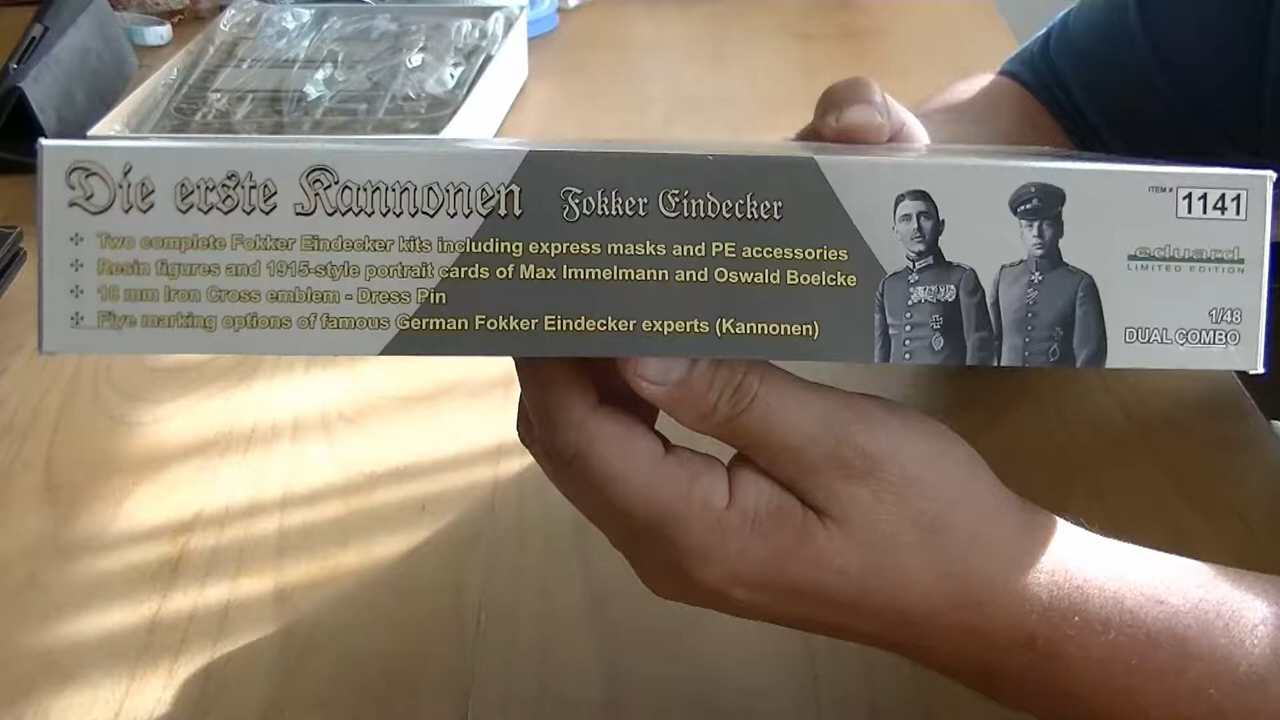 Die erste Kannonen Fokker Eindecker
Two complete Fokker Eindecker kits including express masks and PE accessories
Resin figures and 1915-style portrait cards of Max Immelmann and Oswald Boelcke
mm Iron Cross emblem - Dress Pin
Five marking options of famous German Fokker Eindecker experts (Kannonen)
ITEM # 1141
eduard
LIMITED EDITION
1/48
DUAL COMBO